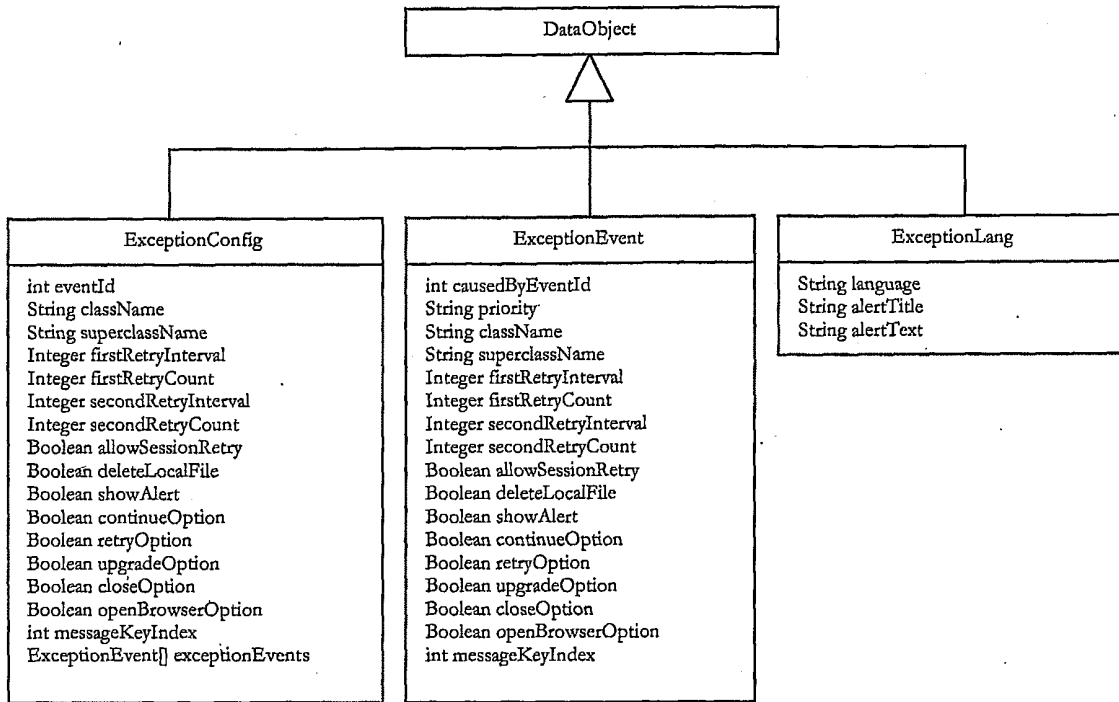 DataObject
ExceptionConfig
int eventId
String className
String superclassName
Integer firstRetryInterval
Integer firstRetryCount
Integer secondRetryInterval
Integer secondRetryCount
Boolean allowSessionRetry
Boolean deleteLocalFile
Boolean showAlert
Boolean continueOption
Boolean retryOption
Boolean upgradeOption
Boolean closeOption
Boolean openBrowserOption
int messageKeyIndex
ExceptionEvent[] exceptionEvents
ExceptionEvent
int causedByEventId
String priority
String className
String superclassName
Integer firstRetryInterval
Integer firstRetryCount
Integer secondRetryInterval
Integer secondRetryCount
Boolean allowSessionRetry
Boolean deleteLocalFile
Boolean showAlert
Boolean continueOption
Boolean retryOption
Boolean upgradeOption
Boolean closeOption
Boolean openBrowserOption
int messageKeyIndex
ExceptionLang
String language
String alertTitle
String alertText